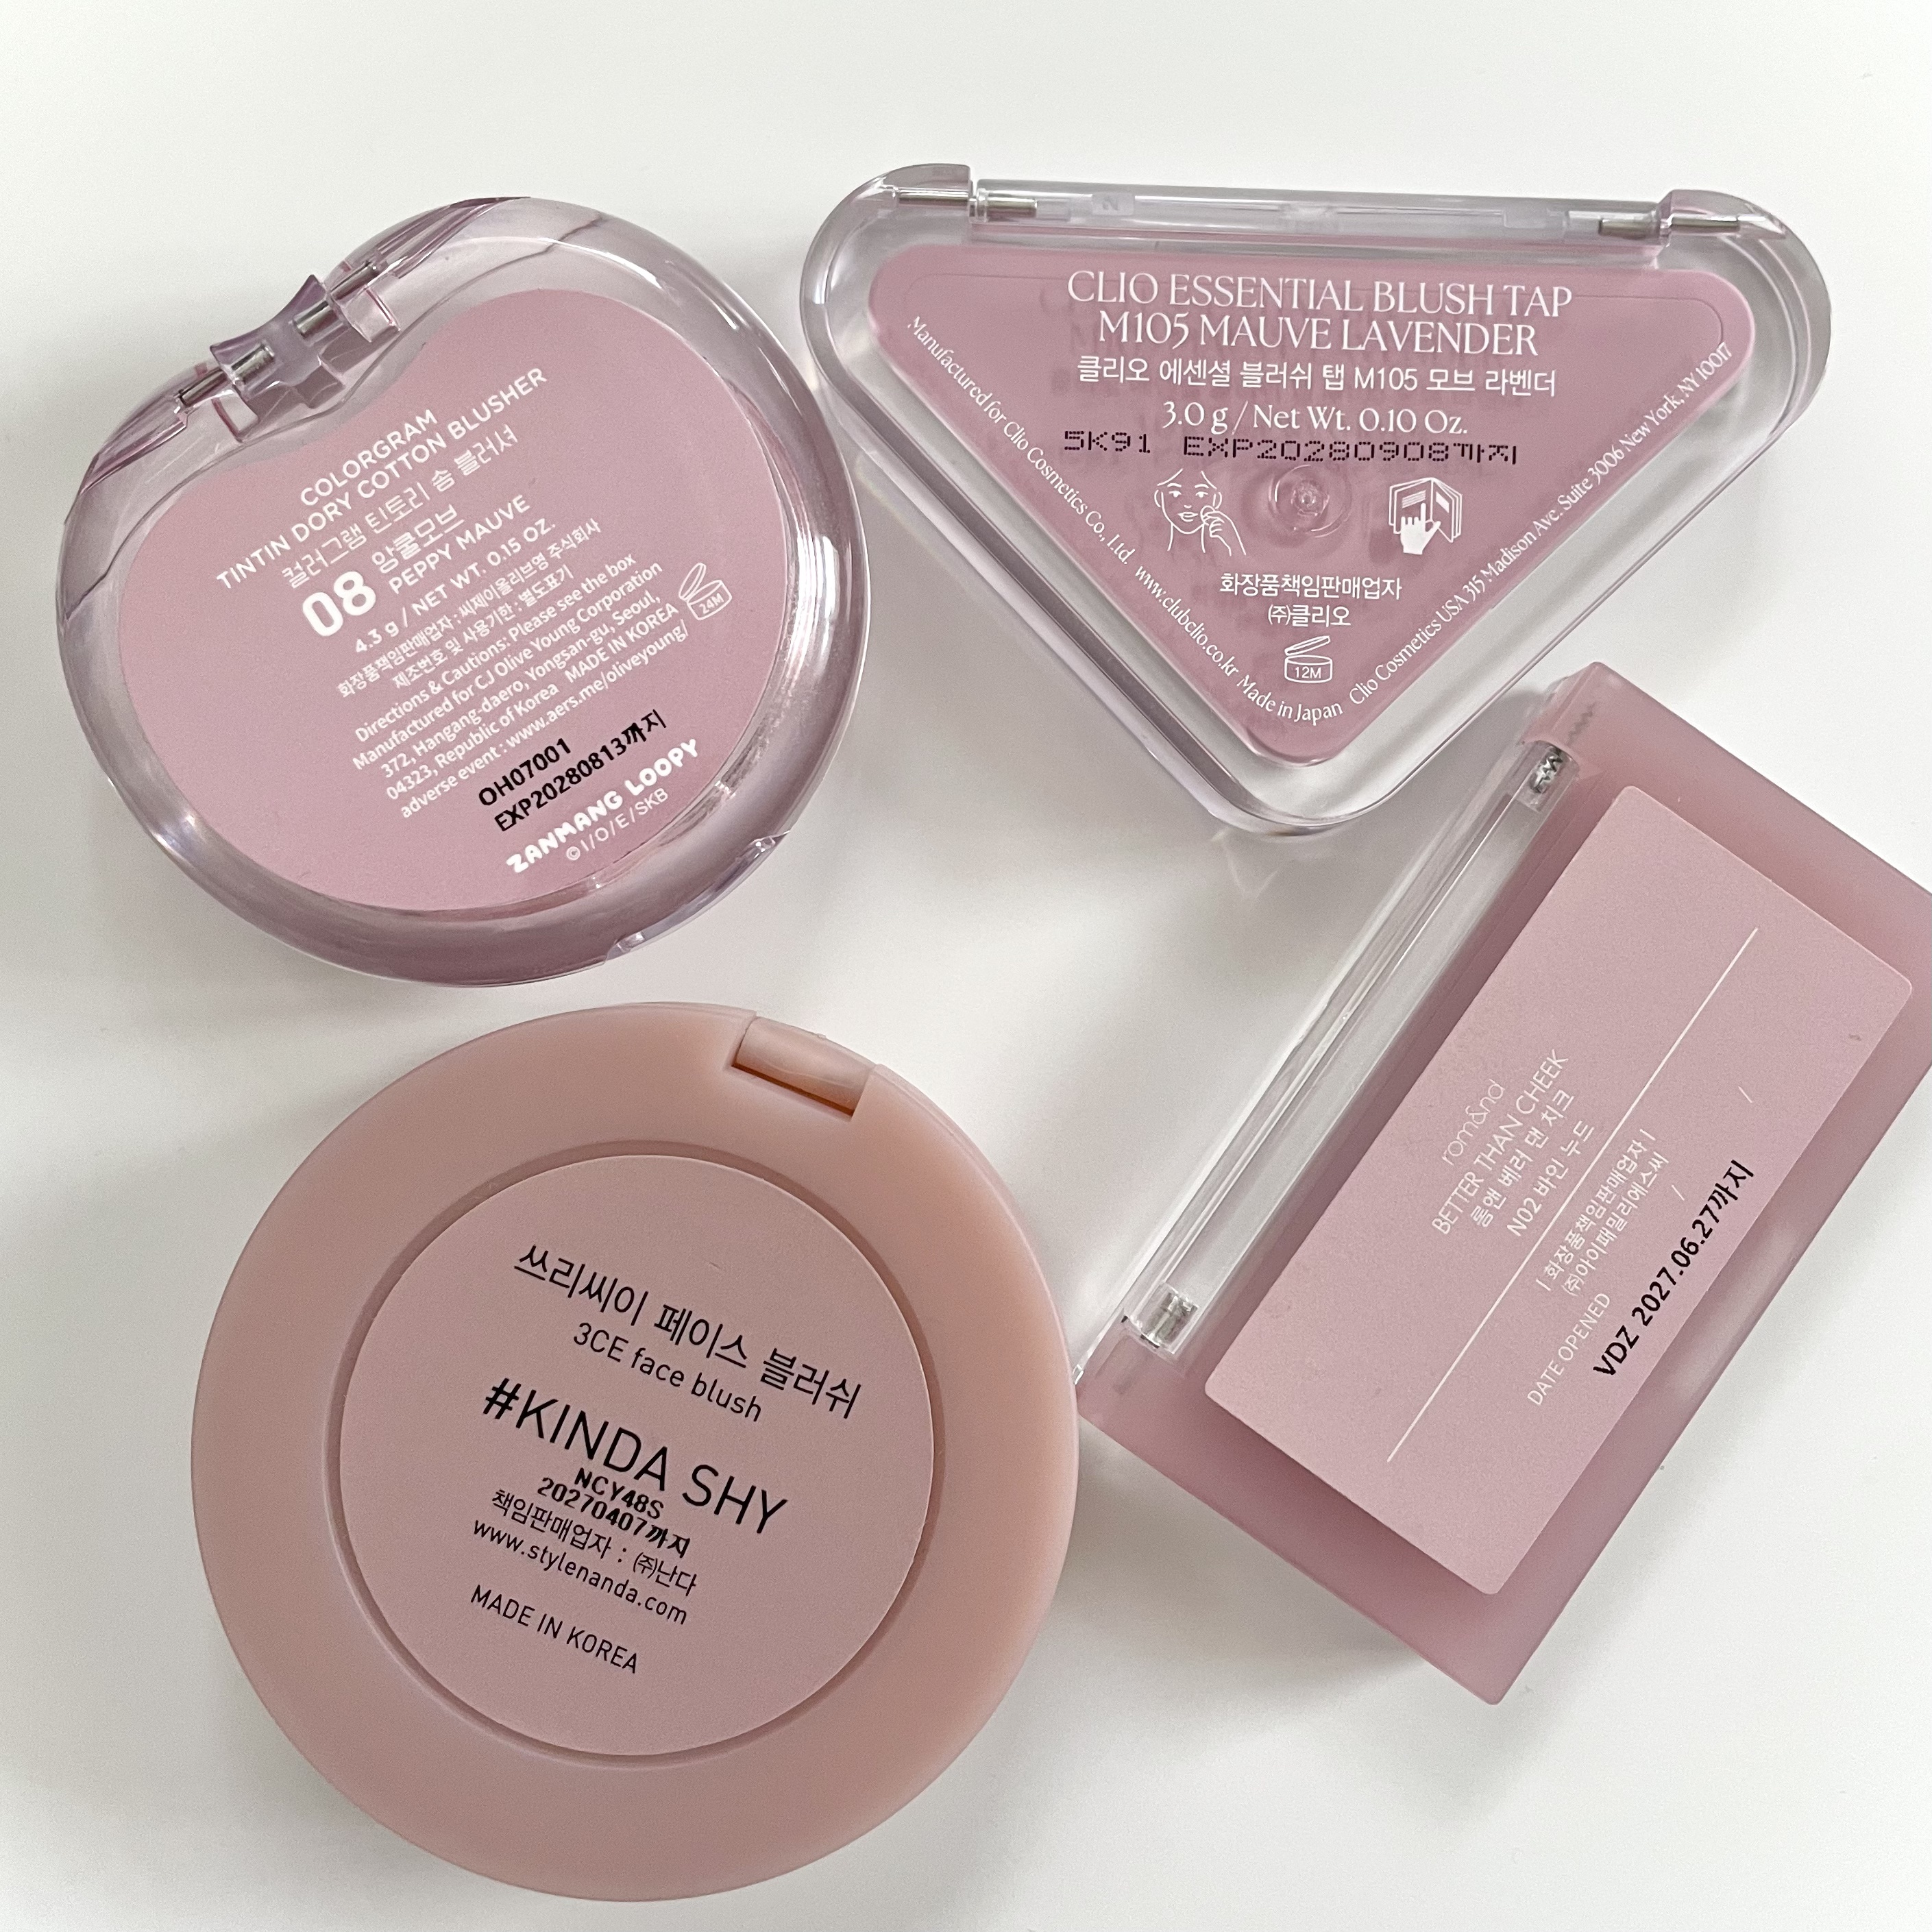 COLORGRAM
TINTIN DORY COTTON BLUSHER
컬러그램 틴토리 솜 블러셔
08 앙쿨모브
PEPPY MAUVE
4.3 g / NET WT. 0.15 OZ.
화장품책임판매업자 : 씨제이올리브영 주식회사
제조번호 및 사용기한 : 별도표기
Directions & Cautions: Please see the box
Manufactured for CJ Olive Young Corporation
372, Hangang-daero, Yongsan-gu, Seoul,
04323, Republic of Korea MADE IN KOREA
adverse event : www.aers.me/oliveyoung/
24M
OH07001
EXP20280813까지
ZANMANG LOOPY
©I/O/E/SKB
CLIO ESSENTIAL BLUSH TAP
M105 MAUVE LAVENDER
클리오 에센셜 블러쉬 탭 M105 모브 라벤더
3.0 g / Net Wt. 0.10 Oz.
5K91 EXP20280908까지
화장품책임판매업자
㈜클리오
12M
Manufactured for Clio Cosmetics Co., Ltd. www.clubclio.co.kr Made in Japan
Clio Cosmetics USA 315 Madison Ave. Suite 3006 New York, NY 10017
쓰리씨이 페이스 블러쉬
3CE face blush
#KINDA SHY
NCY48S
20270407까지
책임판매업자 : ㈜난다
www.stylenanda.com
MADE IN KOREA
rom&nd
BETTER THAN CHEEK
롬앤 베러 댄 치크
N02 바인 누드
| 화장품책임판매업자 |
㈜아이패밀리에스씨
DATE OPENED / /
VDZ 2027.06.27까지